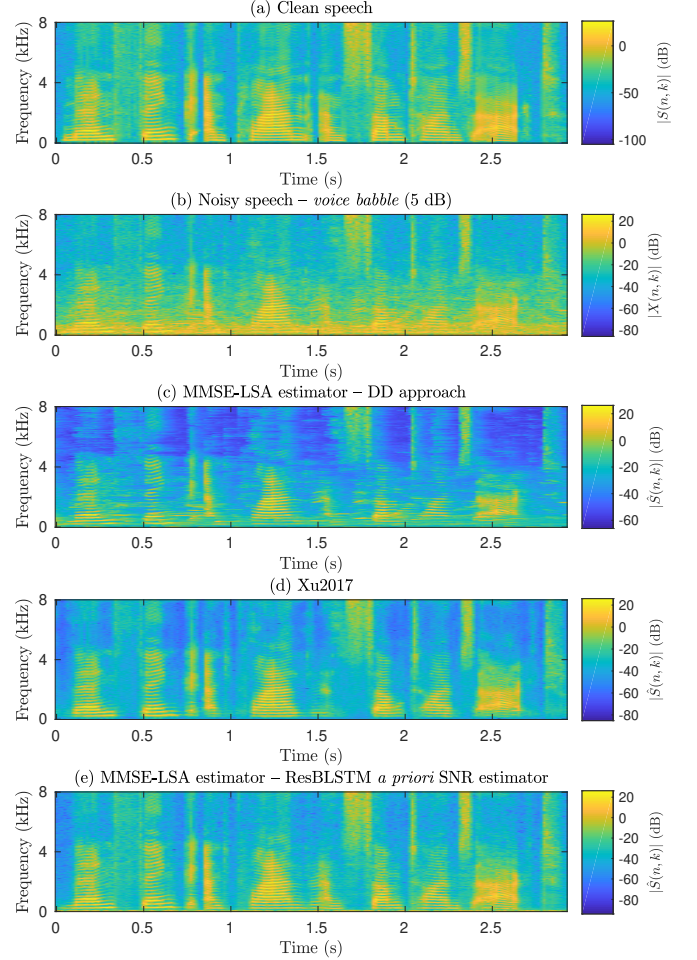 (a) Clean speech
8
4
0
Frequency (kHz)
0 0.5 1 1.5 2 2.5
Time (s)
0
-50
-100
|S(n, k)| (dB)
(b) Noisy speech – voice babble (5 dB)
8
4
0
Frequency (kHz)
0 0.5 1 1.5 2 2.5
Time (s)
20
0
-20
-40
-60
-80
|X(n, k)| (dB)
(c) MMSE-LSA estimator – DD approach
8
4
0
Frequency (kHz)
0 0.5 1 1.5 2 2.5
Time (s)
20
0
-20
-40
-60
|Ŝ(n, k)| (dB)
(d) Xu2017
8
4
0
Frequency (kHz)
0 0.5 1 1.5 2 2.5
Time (s)
20
0
-20
-40
-60
-80
|Ŝ(n, k)| (dB)
(e) MMSE-LSA estimator – ResBLSTM a priori SNR estimator
8
4
0
Frequency (kHz)
0 0.5 1 1.5 2 2.5
Time (s)
20
0
-20
-40
-60
-80
|Ŝ(n, k)| (dB)